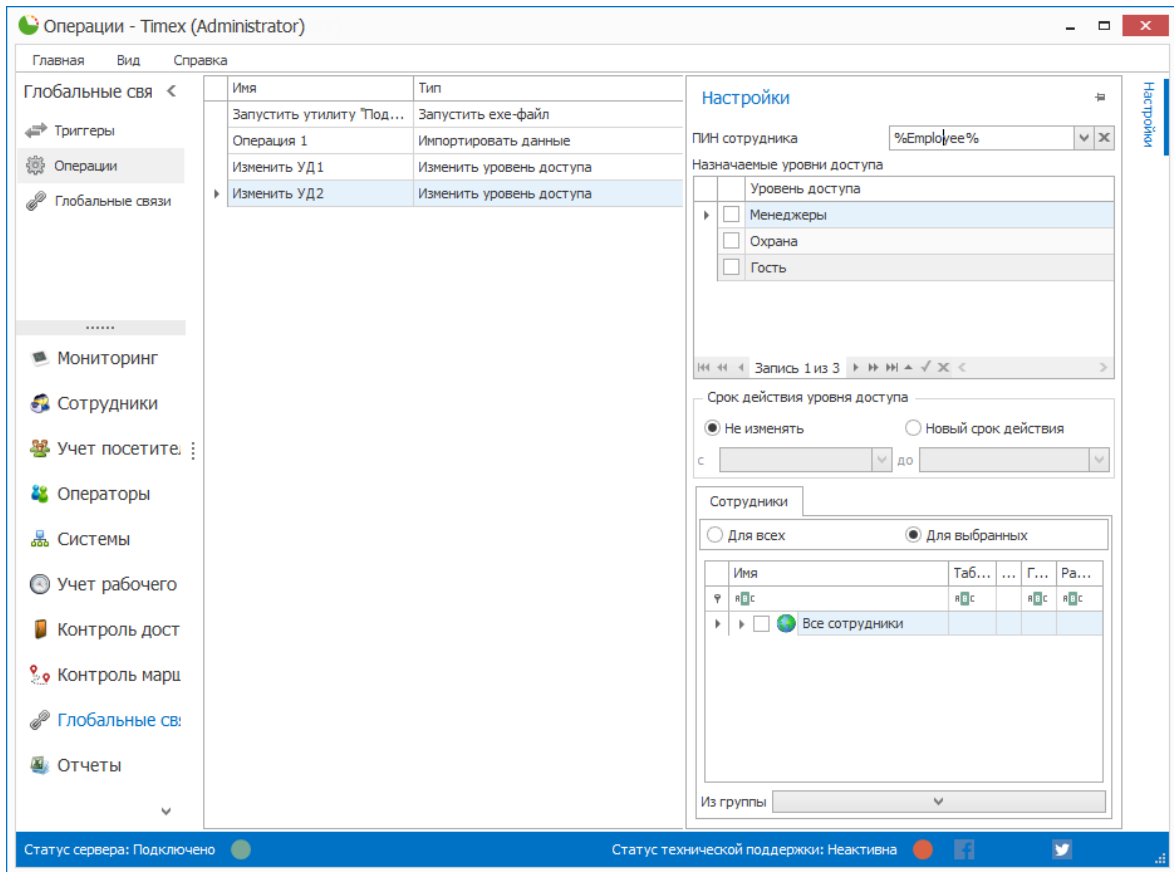 Операции - Timex (Administrator)
Главная Вид Справка
Глобальные свя
Триггеры
Операции
Глобальные связи
Мониторинг
Сотрудники
Учет посетите
Операторы
Системы
Учет рабочего
Контроль дост
Контроль марш
Глобальные св
Отчеты
Имя Тип
Запустить утилиту "Под... Запустить exe-файл
Операция 1 Импортировать данные
Изменить УД1 Изменить уровень доступа
Изменить УД2 Изменить уровень доступа
Настройки
ПИН сотрудника %Employee%
Назначаемые уровни доступа
Уровень доступа
Менеджеры
Охрана
Гость
Запись 1 из 3
Срок действия уровня доступа
Не изменять Новый срок действия
с до
Сотрудники
Для всех Для выбранных
Имя Таб... ... Г... Ра...
Все сотрудники
Из группы
Настройки
Статус сервера: Подключено Статус технической поддержки: Неактивна